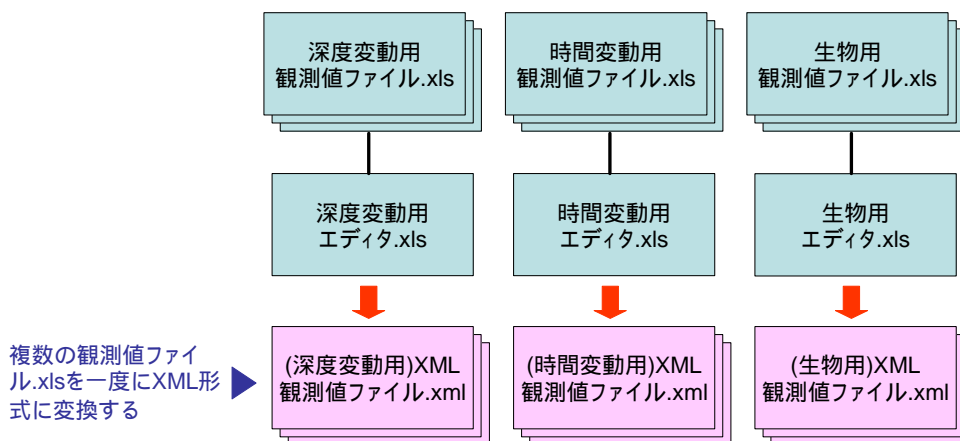 深度変動用
観測値ファイル.xls
時間変動用
観測値ファイル.xls
生物用
観測値ファイル.xls
深度変動用
エディタ.xls
時間変動用
エディタ.xls
生物用
エディタ.xls
複数の観測値ファイ
ル.xlsを一度にXML形
式に変換する
(深度変動用)XML
観測値ファイル.xml
(時間変動用)XML
観測値ファイル.xml
(生物用)XML
観測値ファイル.xml